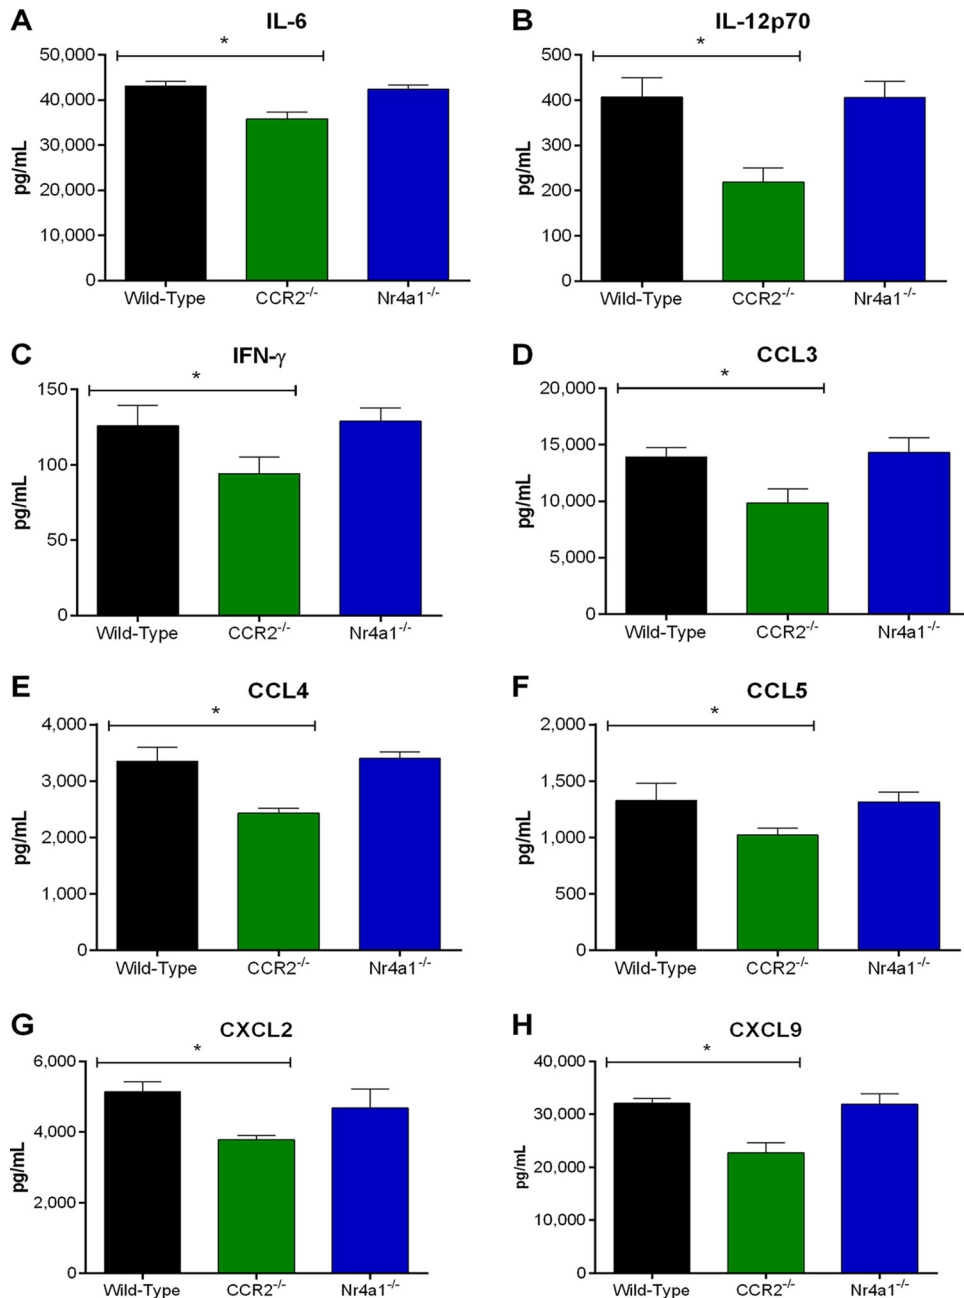 A IL-6
*
50,000
40,000
30,000
20,000
10,000
0
pg/mL
Wild-Type CCR2-/- Nr4a1-/-
B IL-12p70
*
400
300
200
100
0
pg/mL
Wild-Type CCR2-/- Nr4a1-/-
C IFN-γ
*
150
100
50
0
pg/mL
Wild-Type CCR2-/- Nr4a1-/-
D CCL3
*
20,000
15,000
10,000
5,000
0
pg/mL
Wild-Type CCR2-/- Nr4a1-/-
E CCL4
*
4,000
3,000
2,000
1,000
0
pg/mL
Wild-Type CCR2-/- Nr4a1-/-
F CCL5
*
2,000
1,500
1,000
500
0
pg/mL
Wild-Type CCR2-/- Nr4a1-/-
G CXCL2
*
6,000
4,000
2,000
0
pg/mL
Wild-Type CCR2-/- Nr4a1-/-
H CXCL9
*
40,000
30,000
20,000
10,000
0
pg/mL
Wild-Type CCR2-/- Nr4a1-/-